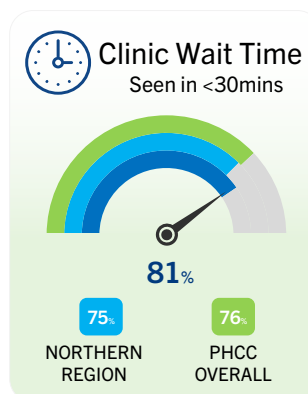 Clinic Wait Time
Seen in <30mins
81%
75%
76%
NORTHERN
REGION
PHCC
OVERALL